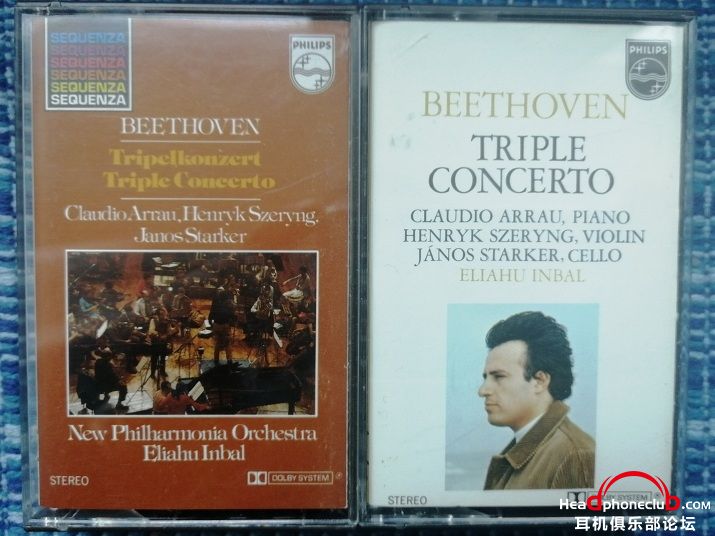 SEQUENZA
SEQUENZA
SEQUENZA
SEQUENZA
SEQUENZA
SEQUENZA
PHILIPS
BEETHOVEN
Tripelkonzert
Triple Concerto
Claudio Arrau, Henryk Szeryng,
Janos Starker
New Philharmonia Orchestra
Eliahu Inbal
STEREO
DOLBY SYSTEM
PHILIPS
BEETHOVEN
TRIPLE
CONCERTO
CLAUDIO ARRAU, PIANO
HENRYK SZERYNG, VIOLIN
JÁNOS STARKER, CELLO
ELIAHU INBAL
STEREO
DOLBY SYSTEM
Headphoneclub.com
耳机俱乐部论坛